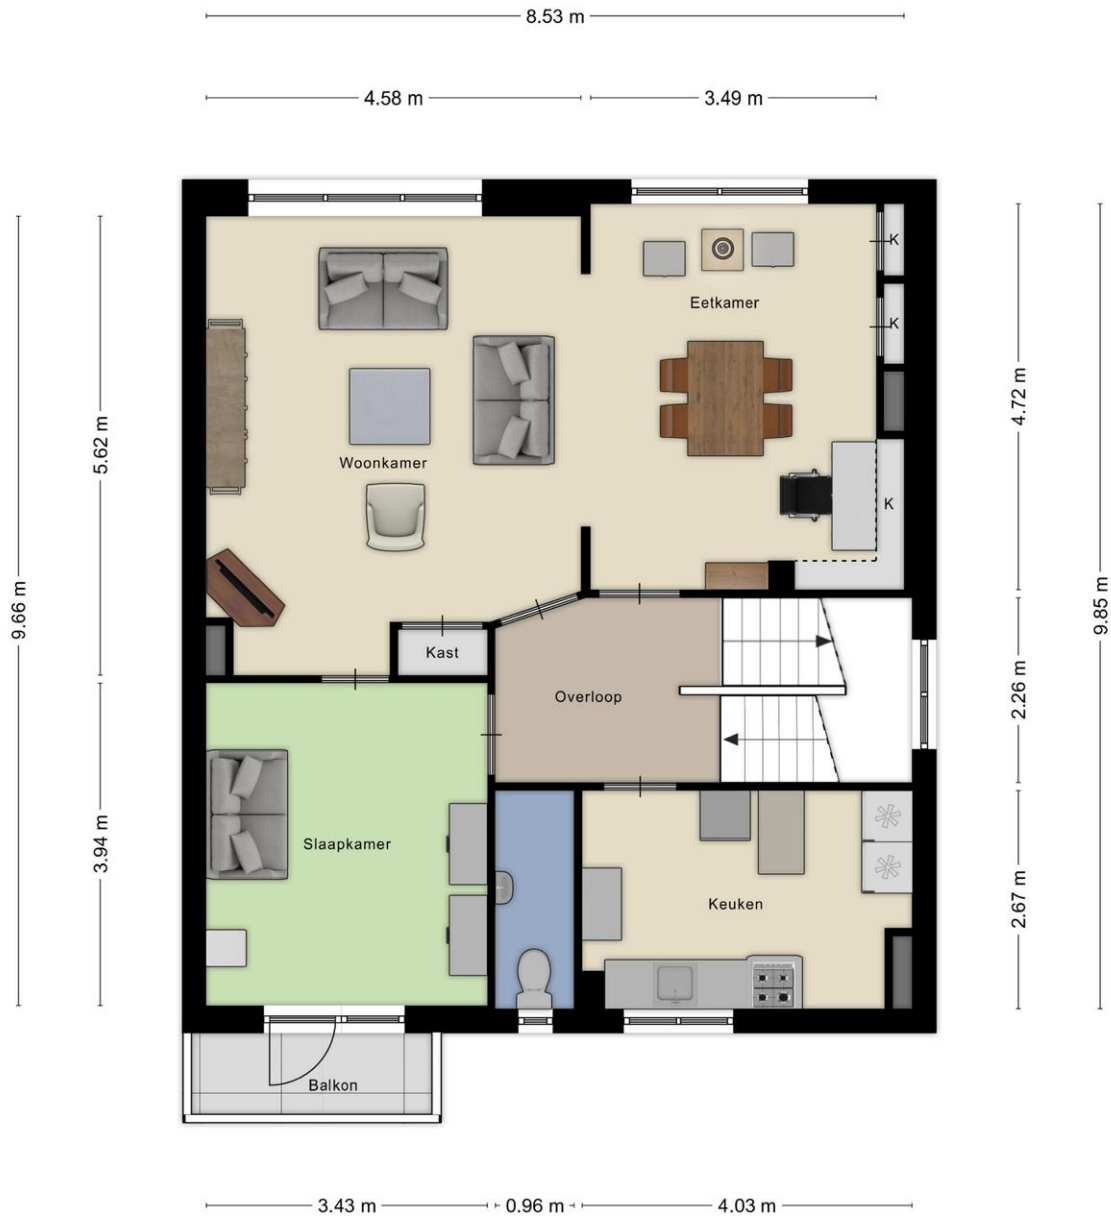 8.53 m
4.58 m
3.49 m
K
Eetkamer
K
4.72 m
5.62 m
Woonkamer
K
9.66 m
9.85 m
Kast
Overloop
2.26 m
3.94 m
Slaapkamer
2.67 m
Keuken
Balkon
3.43 m
0.96 m
4.03 m